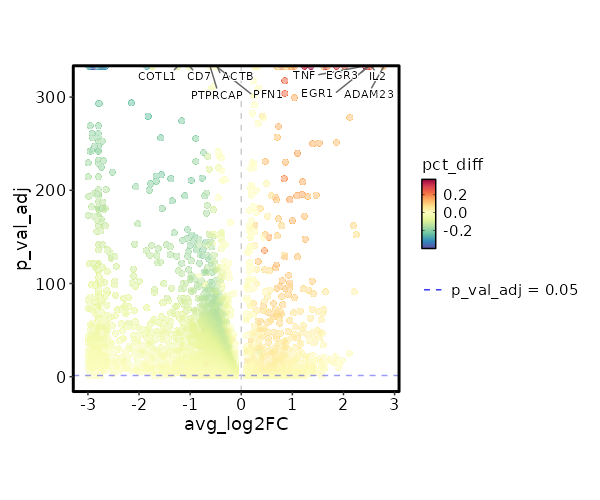 COTL1 CD7 ACTB TNF EGR3 IL2
PTPRCAP PFN1 EGR1 ADAM23
300
200
100
0
p_val_adj
-3 -2 -1 0 1 2 3
avg_log2FC
pct_diff
0.2
0.0
-0.2
p_val_adj = 0.05